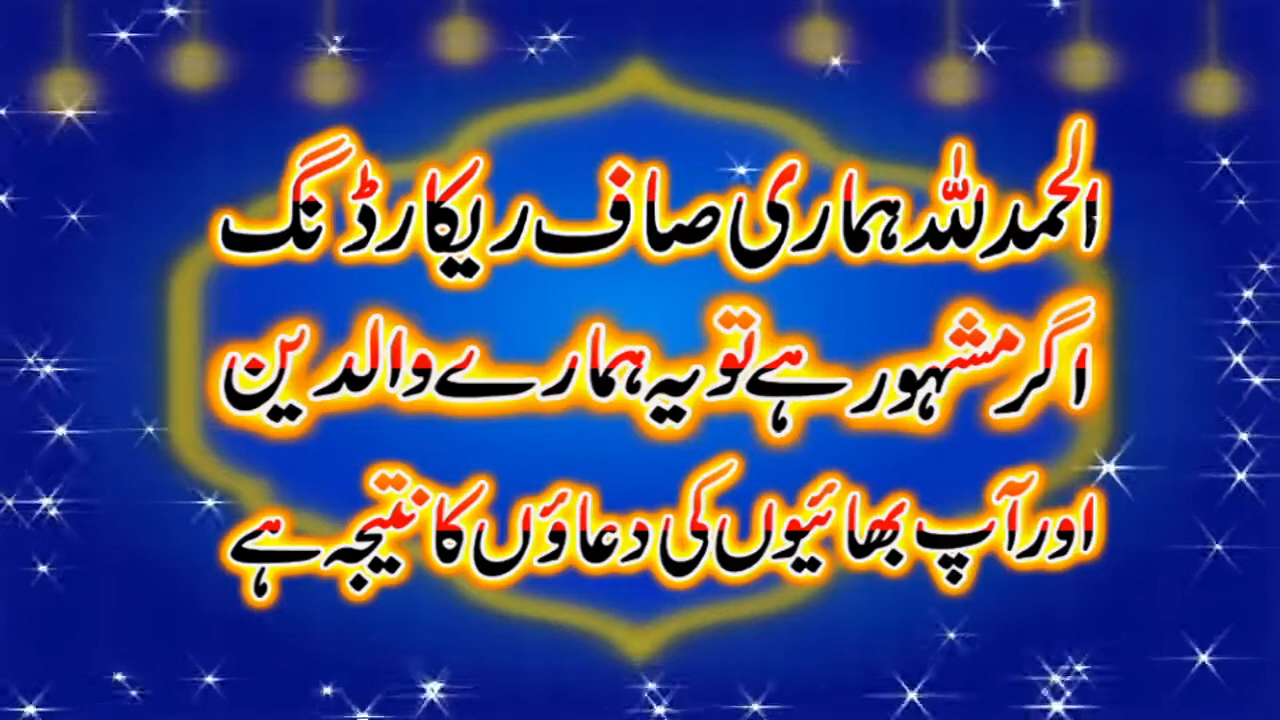 الحمدللہ ہماری صاف ریکارڈنگ
اگر مشہور ہے تو یہ ہمارے والدین
اور آپ بھائیوں کی دعاؤں کا نتیجہ ہے